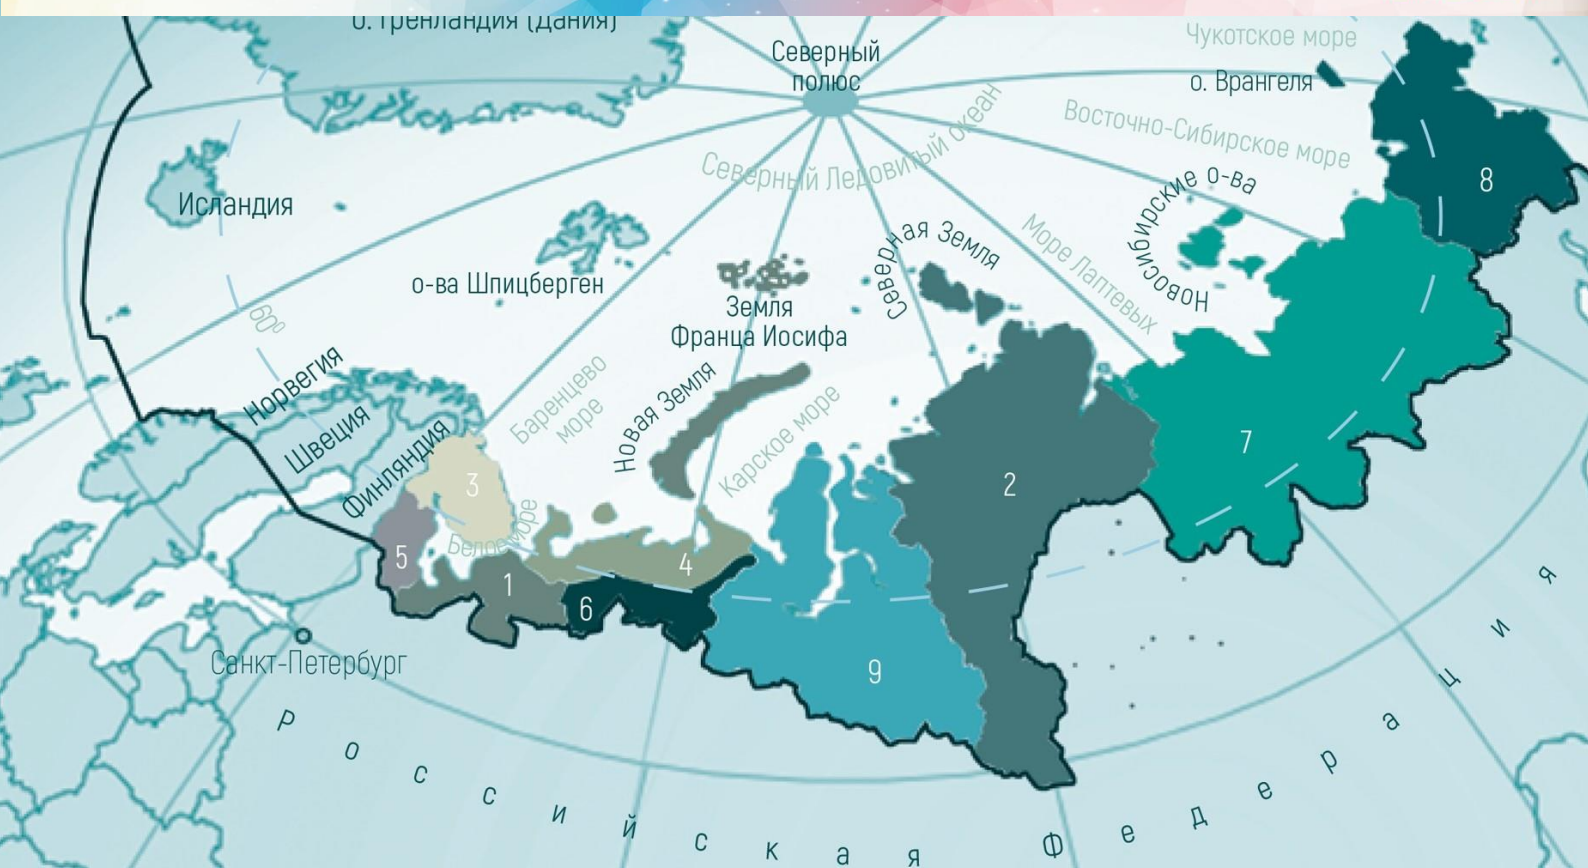 о. Гренландия (Дания)
Северный
полюс
Чукотское море
о. Врангеля
Восточно-Сибирское море
Северный Ледовитый океан
Исландия
Новосибирские о-ва
8
Море Лаптевых
Северная Земля
о-ва Шпицберген
Земля
Франца Иосифа
60⁰
Норвегия
Швеция
Финляндия
Баренцево
море
Новая Земля
Карское море
7
2
3
Белое море
5
1
4
6
9
Санкт-Петербург
Российская Федерация